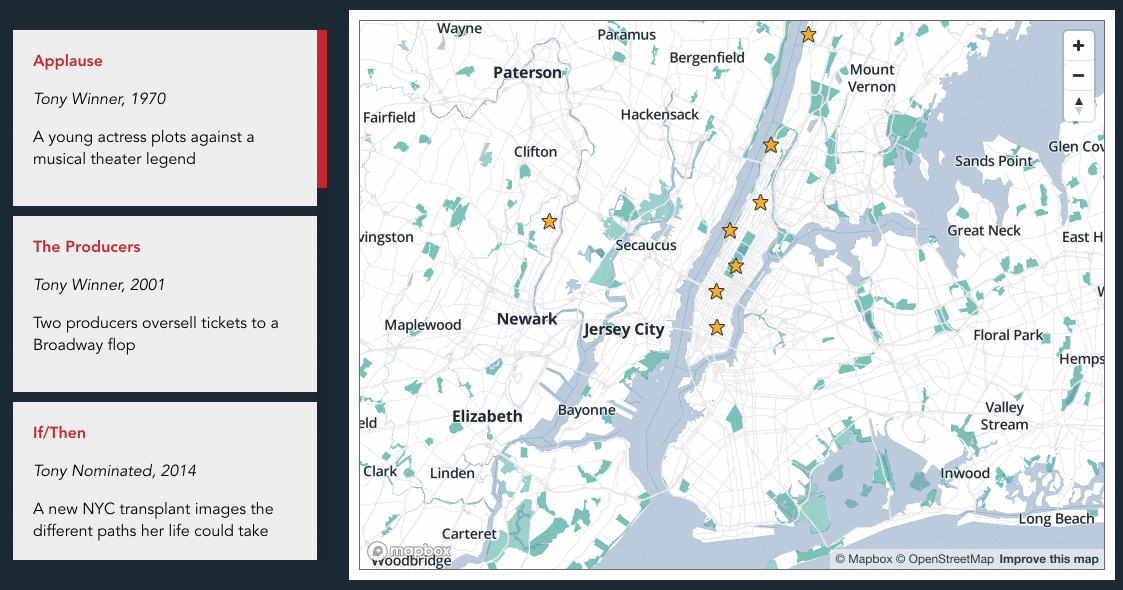 Applause
Tony Winner, 1970
A young actress plots against a
musical theater legend
The Producers
Tony Winner, 2001
Two producers oversell tickets to a
Broadway flop
If/Then
Tony Nominated, 2014
A new NYC transplant images the
different paths her life could take
Wayne
Paramus
Bergenfield
Paterson
Mount
Vernon
Fairfield
Hackensack
Clifton
Sands Point
Glen Cov
vingston
Secaucus
Great Neck
East H
Maplewood
Newark
Jersey City
Floral Park
Hemps
Elizabeth
Bayonne
Valley
Stream
eld
Clark
Linden
Inwood
Long Beach
Carteret
mapbox
Woodbridge
© Mapbox © OpenStreetMap Improve this map